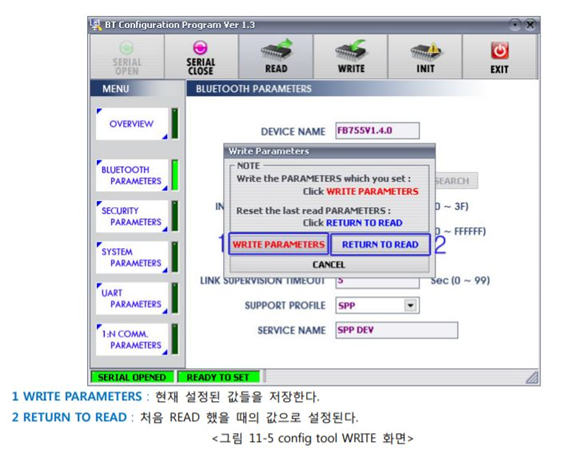 BT Configuration Program Ver 1.3
SERIAL OPEN
SERIAL CLOSE
READ
WRITE
INIT
EXIT
MENU
BLUETOOTH PARAMETERS
OVERVIEW
BLUETOOTH PARAMETERS
SECURITY PARAMETERS
SYSTEM PARAMETERS
UART PARAMETERS
1:N COMM. PARAMETERS
DEVICE NAME FB755V1.4.0
Write Parameters
NOTE
Write the PARAMETERS which you set :
Click WRITE PARAMETERS
Reset the last read PARAMETERS :
Click RETURN TO READ
1 WRITE PARAMETERS RETURN TO READ 2
CANCEL
SEARCH
IN
0 ~ 3F)
0 ~ FFFFFF)
LINK SUPERVISION TIMEOUT 5 Sec (0 ~ 99)
SUPPORT PROFILE SPP
SERVICE NAME SPP DEV
SERIAL OPENED READY TO SET
1 WRITE PARAMETERS : 현재 설정된 값들을 저장한다.
2 RETURN TO READ : 처음 READ 했을 때의 값으로 설정된다.
<그림 11-5 config tool WRITE 화면>